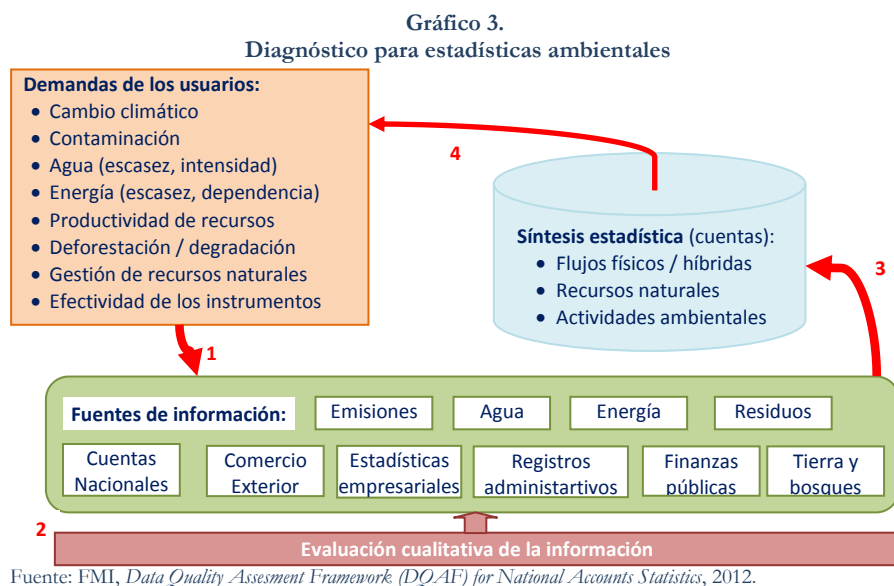 Gráfico 3.
Diagnóstico para estadísticas ambientales
Demandas de los usuarios:
• Cambio climático
• Contaminación
• Agua (escasez, intensidad)
• Energía (escasez, dependencia)
• Productividad de recursos
• Deforestación / degradación
• Gestión de recursos naturales
• Efectividad de los instrumentos
4
Síntesis estadística (cuentas):
• Flujos físicos / híbridas
• Recursos naturales
• Actividades ambientales
3
1
Fuentes de información:
Emisiones
Agua
Energía
Residuos
Cuentas
Nacionales
Comercio
Exterior
Estadísticas
empresariales
Registros
administartivos
Finanzas
públicas
Tierra y
bosques
2
Evaluación cualitativa de la información
Fuente: FMI, Data Quality Assesment Framework (DQAF) for National Accounts Statistics, 2012.